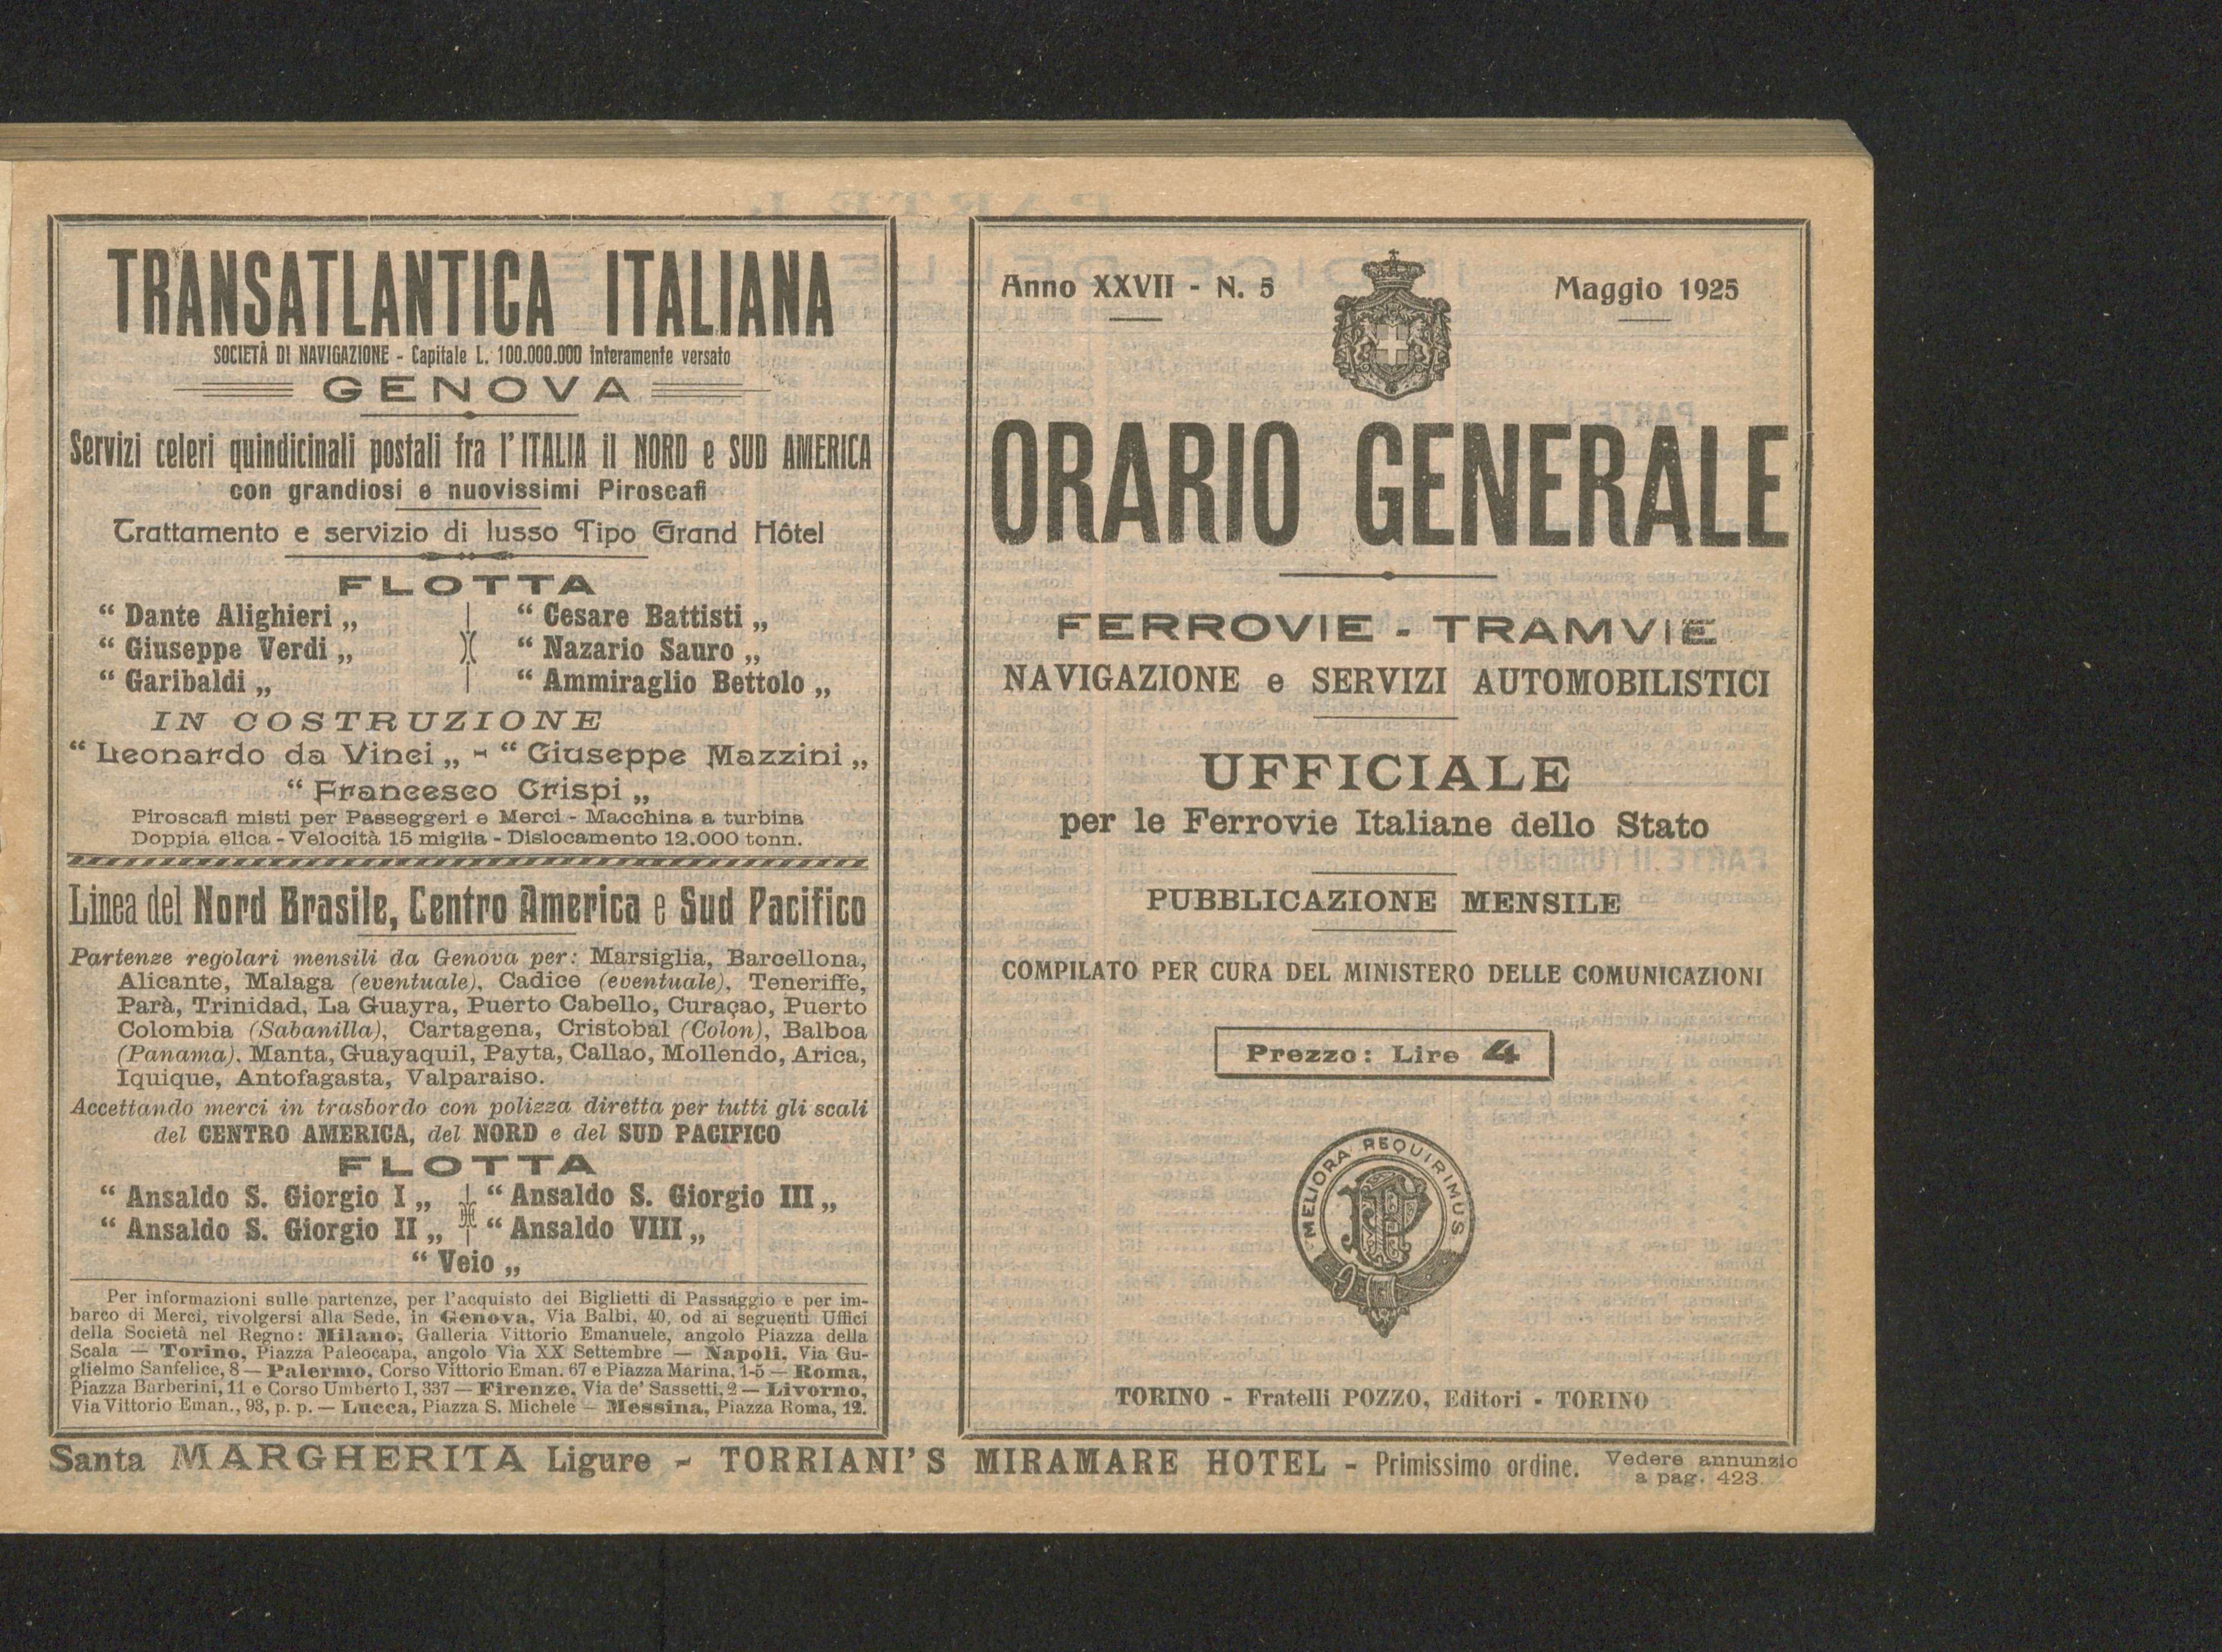 TRANSATLANTICA ITALIANA
SOCIETÀ DI NAVIGAZIONE - Capitale L. 100.000.000 interamente versato
GENOVA
Servizi celeri quindicinali postali fra l'ITALIA il NORD e SUD AMERICA
con grandiosi e nuovissimi Piroscafi
Trattamento e servizio di lusso Tipo Grand Hôtel
FLOTTA
“ Dante Alighieri „ “ Cesare Battisti „
“ Giuseppe Verdi „ “ Nazario Sauro „
“ Garibaldi „ “ Ammiraglio Bettolo „
IN COSTRUZIONE
“ Leonardo da Vinci „ - “ Giuseppe Mazzini „
“ Francesco Crispi „
Piroscafi misti per Passeggeri e Merci - Macchina a turbina
Doppia elica - Velocità 15 miglia - Dislocamento 12.000 tonn.
Linea del Nord Brasile, Centro America e Sud Pacifico
Partenze regolari mensili da Genova per: Marsiglia, Barcellona,
Alicante, Malaga (eventuale), Cadice (eventuale), Teneriffe,
Parà, Trinidad, La Guayra, Puerto Cabello, Curaçao, Puerto
Colombia (Sabanilla), Cartagena, Cristobal (Colon), Balboa
(Panama), Manta, Guayaquil, Payta, Callao, Mollendo, Arica,
Iquique, Antofagasta, Valparaiso.
Accettando merci in trasbordo con polizza diretta per tutti gli scali
del CENTRO AMERICA, del NORD e del SUD PACIFICO
FLOTTA
“ Ansaldo S. Giorgio I „ “ Ansaldo S. Giorgio III „
“ Ansaldo S. Giorgio II „ “ Ansaldo VIII „
“ Veio „
Per informazioni sulle partenze, per l'acquisto dei Biglietti di Passaggio e per im-
barco di Merci, rivolgersi alla Sede, in Genova, Via Balbi, 40, od ai seguenti Uffici
della Società nel Regno: Milano, Galleria Vittorio Emanuele, angolo Piazza della
Scala — Torino, Piazza Paleocapa, angolo Via XX Settembre — Napoli, Via Gu-
glielmo Sanfelice, 8 — Palermo, Corso Vittorio Eman. 67 e Piazza Marina, 1-5 — Roma,
Piazza Barberini, 11 e Corso Umberto I, 337 — Firenze, Via de' Sassetti, 2 — Livorno,
Via Vittorio Eman., 93, p. p. — Lucca, Piazza S. Michele — Messina, Piazza Roma, 12.
Anno XXVII - N. 5 Maggio 1925
ORARIO GENERALE
FERROVIE - TRAMVIE
NAVIGAZIONE e SERVIZI AUTOMOBILISTICI
UFFICIALE
per le Ferrovie Italiane dello Stato
PUBBLICAZIONE MENSILE
COMPILATO PER CURA DEL MINISTERO DELLE COMUNICAZIONI
Prezzo: Lire 4
MELIORA REQUIRIMUS
FP
TORINO - Fratelli POZZO, Editori - TORINO
Santa MARGHERITA Ligure - TORRIANI'S MIRAMARE HOTEL - Primissimo ordine. Vedere annunzio
a pag. 423